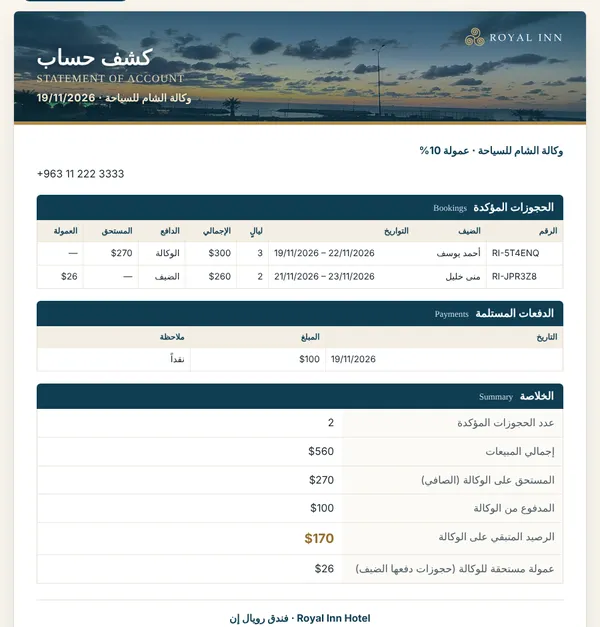 ROYAL INN
كشف حساب
STATEMENT OF ACCOUNT
وكالة الشام للسياحة · 19/11/2026
وكالة الشام للسياحة · عمولة 10%
+963 11 222 3333
الحجوزات المؤكدة Bookings
الرقم الضيف التواريخ ليالٍ الإجمالي الدافع المستحق العمولة
RI-5T4ENQ أحمد يوسف 19/11/2026 – 22/11/2026 3 $300 الوكالة $270 —
RI-JPR3Z8 منى خليل 21/11/2026 – 23/11/2026 2 $260 الضيف — $26
الدفعات المستلمة Payments
التاريخ المبلغ ملاحظة
19/11/2026 $100 نقداً
الخلاصة Summary
عدد الحجوزات المؤكدة 2
إجمالي المبيعات $560
المستحق على الوكالة (الصافي) $270
المدفوع من الوكالة $100
الرصيد المتبقي على الوكالة $170
عمولة مستحقة للوكالة (حجوزات دفعها الضيف) $26
فندق رويال إن · Royal Inn Hotel